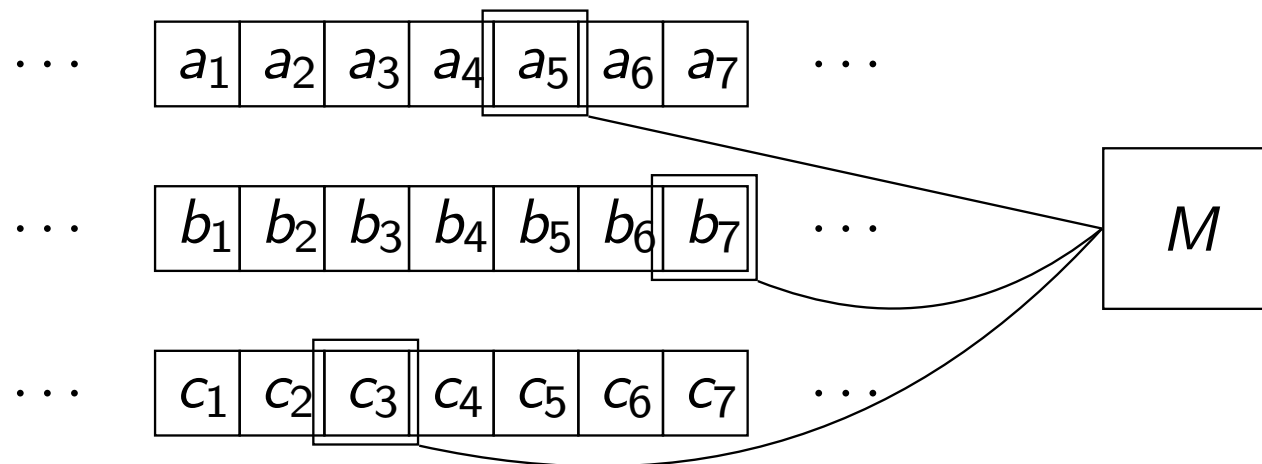 ⋯ a₁ a₂ a₃ a₄ a₅ a₆ a₇ ⋯
⋯ b₁ b₂ b₃ b₄ b₅ b₆ b₇ ⋯
M
⋯ c₁ c₂ c₃ c₄ c₅ c₆ c₇ ⋯